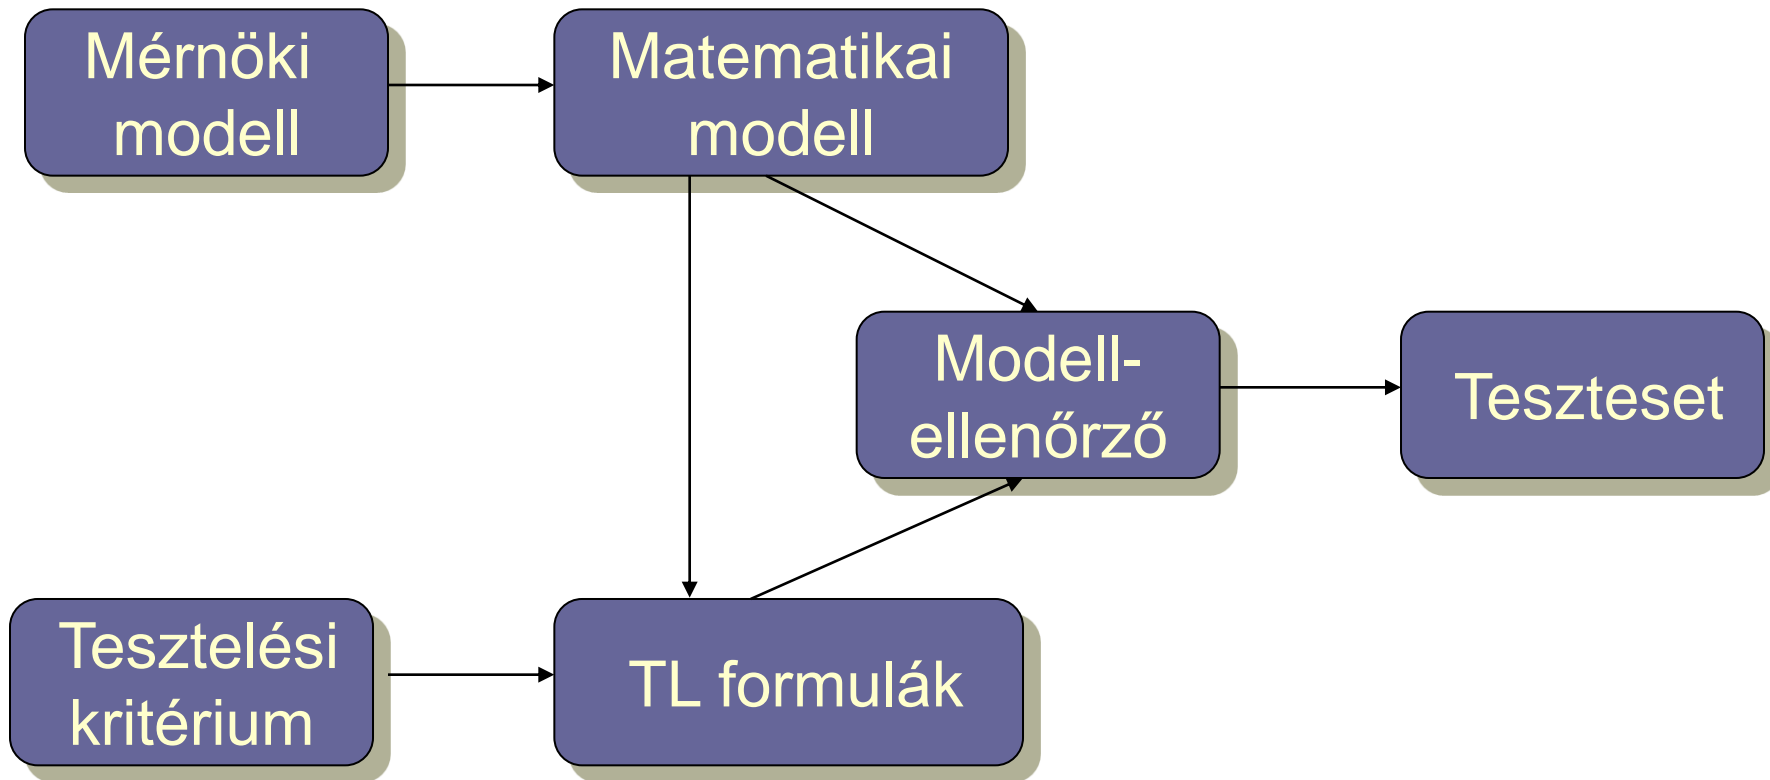 Mérnöki
modell
Matematikai
modell
Modell-
ellenőrző
Teszteset
Tesztelési
kritérium
TL formulák